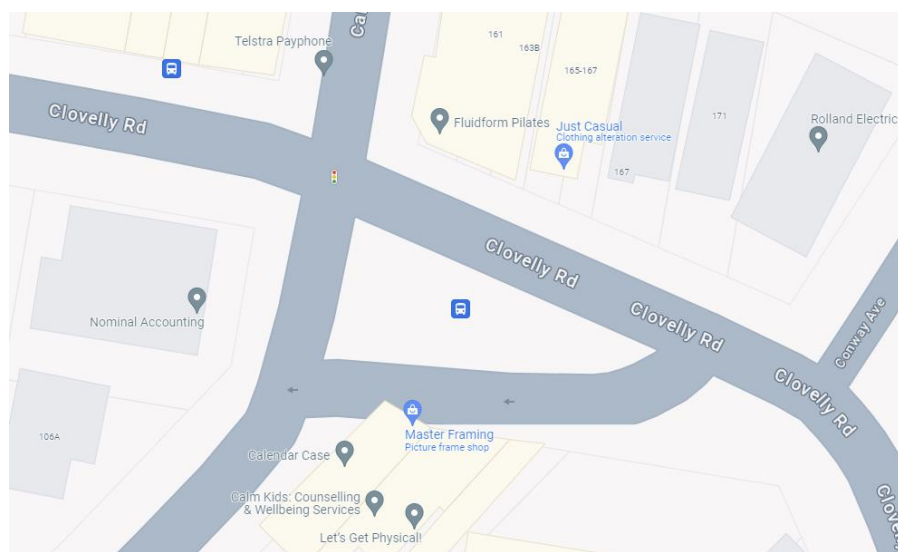 Telstra Payphone
Ca
161
163B
165-167
171
Rolland Electric
Clovelly Rd
Fluidform Pilates
Just Casual
Clothing alteration service
167
Clovelly Rd
Nominal Accounting
Clovelly Rd
Conway Ave
Clovelly Rd
106A
Master Framing
Picture frame shop
Calendar Case
Calm Kids: Counselling
& Wellbeing Services
Let's Get Physical!
Clov